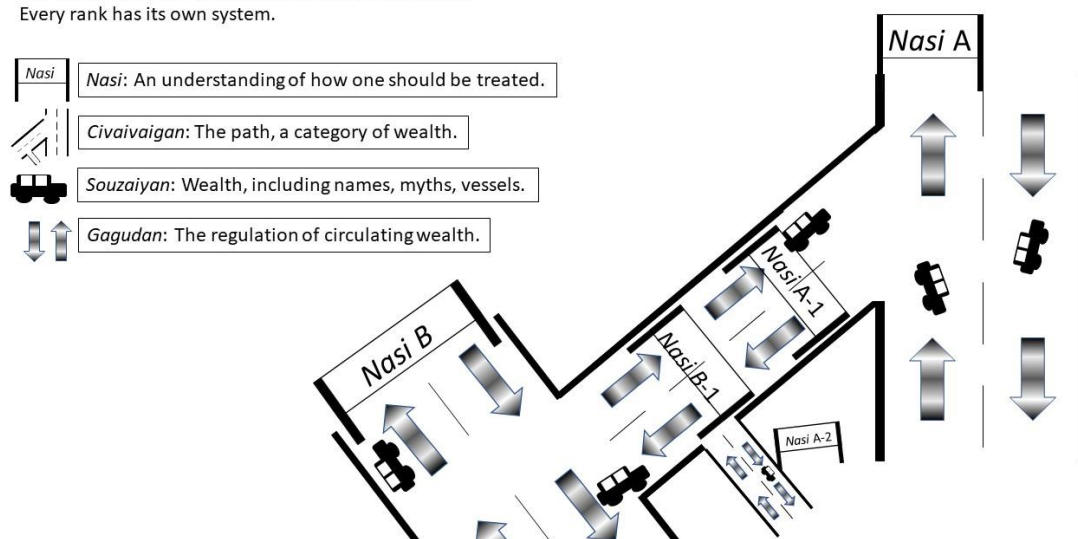 Every rank has its own system.
Nasi
Nasi: An understanding of how one should be treated.
Civaivaigan: The path, a category of wealth.
Souzaiyan: Wealth, including names, myths, vessels.
Gagudan: The regulation of circulating wealth.
Nasi A
Nasi A-1
Nasi B
Nasi B-1
Nasi A-2